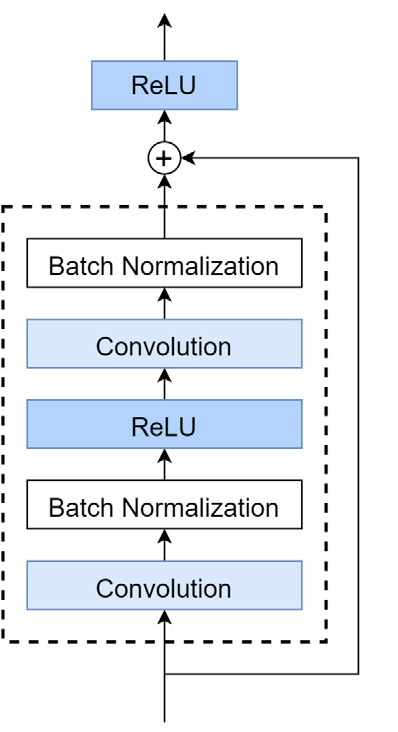 ReLU
+
Batch Normalization
Convolution
ReLU
Batch Normalization
Convolution